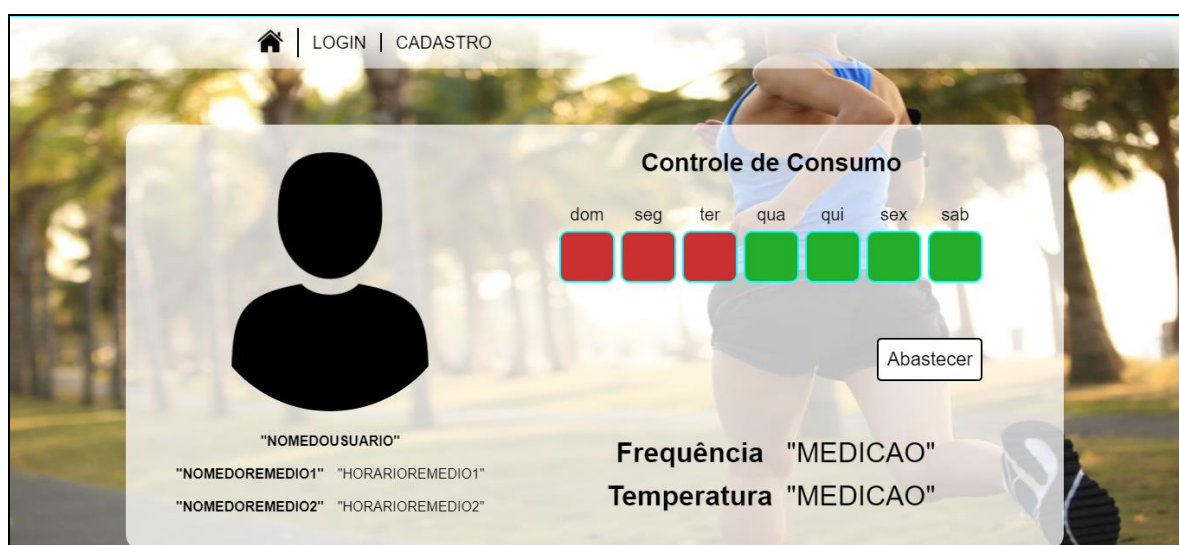 LOGIN | CADASTRO
Controle de Consumo
dom seg ter qua qui sex sab
Abastecer
"NOMEDOUSUARIO"
"NOMEDOREMEDIO1" "HORARIOREMEDIO1"
"NOMEDOREMEDIO2" "HORARIOREMEDIO2"
Frequência "MEDICAO"
Temperatura "MEDICAO"